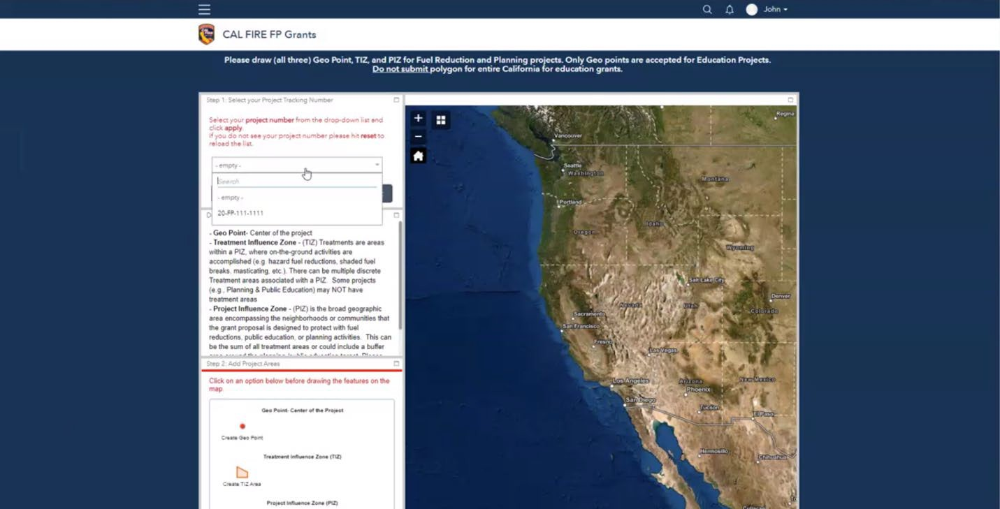 John
CAL FIRE FP Grants
Please draw (all three) Geo Point, TIZ, and PIZ for Fuel Reduction and Planning projects. Only Geo points are accepted for Education Projects.
Do not submit polygon for entire California for education grants.
Step 1: Select your Project Tracking Number
Select your project number from the drop-down list and
click apply.
If you do not see your project number please hit reset to
reload the list.
- empty -
Search
- empty -
20-FP-111-1111
- Geo Point- Center of the project
- Treatment Influence Zone - (TIZ) Treatments are areas
within a PIZ, where on-the-ground activities are
accomplished (e.g. hazard fuel reductions, shaded fuel
breaks, masticating, etc.). There can be multiple discrete
Treatment areas associated with a PIZ. Some projects
(e.g., Planning & Public Education) may NOT have
treatment areas
- Project Influence Zone - (PIZ) is the broad geographic
area encompassing the neighborhoods or communities that
the grant proposal is designed to protect with fuel
reductions, public education, or planning activities. This can
be the sum of all treatment areas or could include a buffer
Step 2: Add Project Areas
Click on an option below before drawing the features on the
map.
Geo Point- Center of the Project
Create Geo Point
Treatment Influence Zone (TIZ)
Create TIZ Area
Project Influence Zone (PIZ)
+
−
Regina
Vancouver
Seattle
Washington
Montana
Portland
Oregon
Idaho
Wyoming
Salt Lake City
Denver
Nevada
Utah
Colorado
Sacramento
San Francisco
Fresno
Las Vegas
Los Angeles
Arizona
New Mexico
Phoenix
San Diego
Tucson
El Paso
Hermosillo
Chihuahua